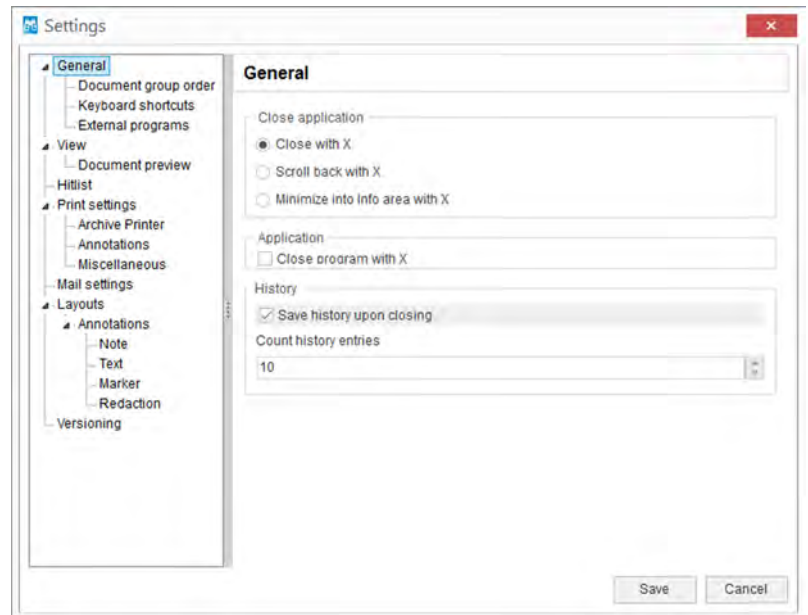 Settings
General
Document group order
Keyboard shortcuts
External programs
View
Document preview
Hitlist
Print settings
Archive Printer
Annotations
Miscellaneous
Mail settings
Layouts
Annotations
Note
Text
Marker
Redaction
Versioning
General
Close application
Close with X
Scroll back with X
Minimize into Info area with X
Application
Close program with X
History
Save history upon closing
Count history entries
10
Save
Cancel